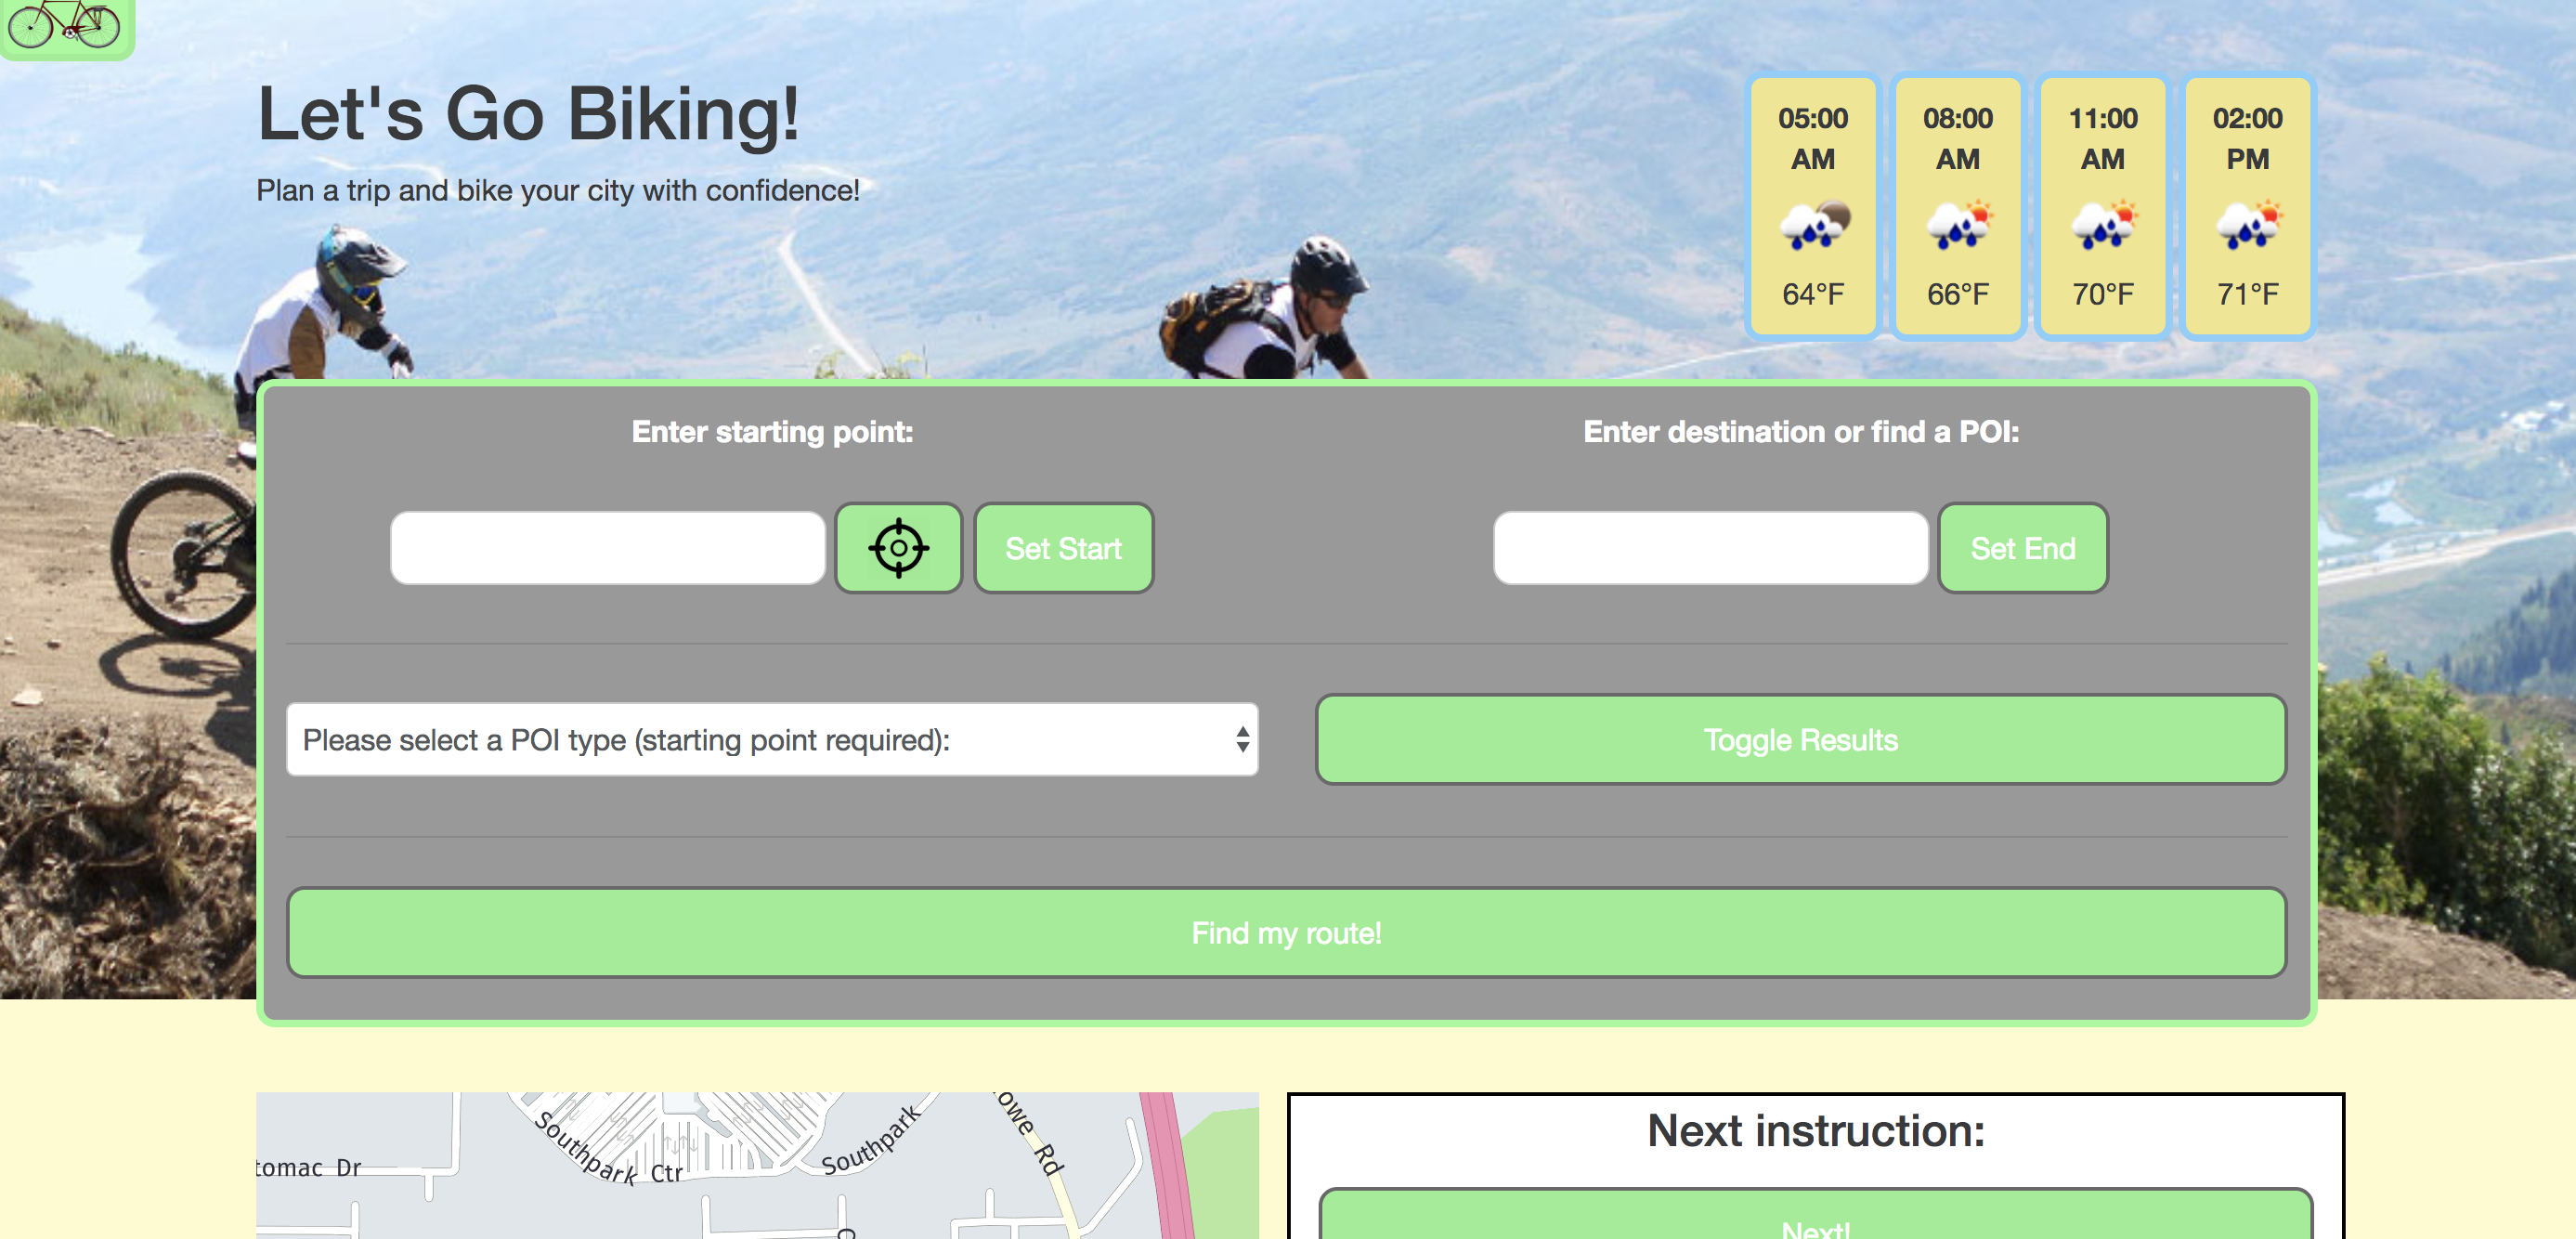 Let's Go Biking!
Plan a trip and bike your city with confidence!
05:00
AM
64°F
08:00
AM
66°F
11:00
AM
70°F
02:00
PM
71°F
Enter starting point:
Set Start
Enter destination or find a POI:
Set End
Please select a POI type (starting point required):
Toggle Results
Find my route!
tomac Dr
Southpark Ctr
Southpark
owe Rd
Next instruction:
Next!